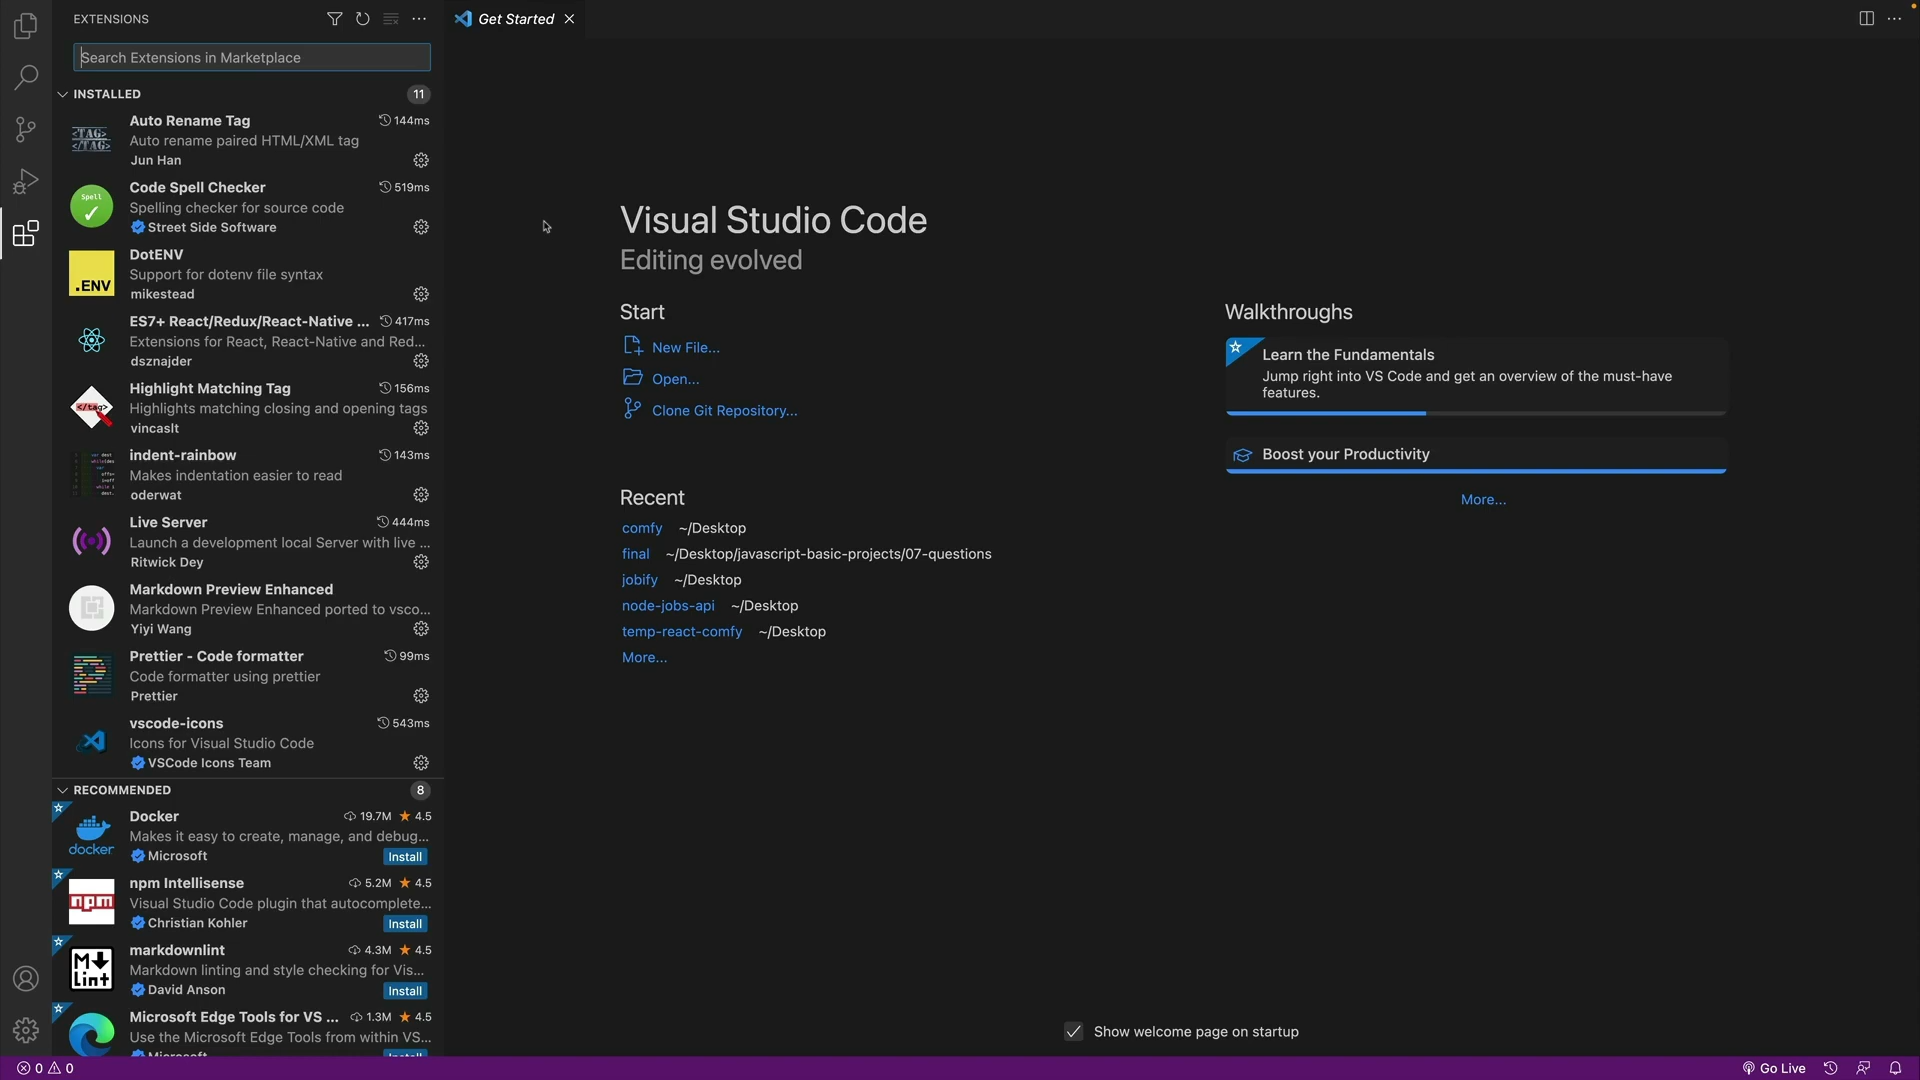 EXTENSIONS
Search Extensions in Marketplace
INSTALLED 11
Auto Rename Tag 144ms
Auto rename paired HTML/XML tag
Jun Han
Code Spell Checker 519ms
Spelling checker for source code
Street Side Software
DotENV
Support for dotenv file syntax
mikestead
ES7+ React/Redux/React-Native ... 417ms
Extensions for React, React-Native and Red...
dsznajder
Highlight Matching Tag 156ms
Highlights matching closing and opening tags
vincaslt
indent-rainbow 143ms
Makes indentation easier to read
oderwat
Live Server 444ms
Launch a development local Server with live ...
Ritwick Dey
Markdown Preview Enhanced
Markdown Preview Enhanced ported to vsco...
Yiyi Wang
Prettier - Code formatter 99ms
Code formatter using prettier
Prettier
vscode-icons 543ms
Icons for Visual Studio Code
VSCode Icons Team
RECOMMENDED 8
Docker 19.7M 4.5
Makes it easy to create, manage, and debug...
Microsoft Install
npm Intellisense 5.2M 4.5
Visual Studio Code plugin that autocomplete...
Christian Kohler Install
markdownlint 4.3M 4.5
Markdown linting and style checking for Vis...
David Anson Install
Microsoft Edge Tools for VS ... 1.3M 4.5
Use the Microsoft Edge Tools from within VS...
Microsoft Install
<TAG>
</TAG>
Spell
.ENV
</tag>
docker
npm
M
Lint
Get Started
Visual Studio Code
Editing evolved
Start
New File...
Open...
Clone Git Repository...
Recent
comfy ~/Desktop
final ~/Desktop/javascript-basic-projects/07-questions
jobify ~/Desktop
node-jobs-api ~/Desktop
temp-react-comfy ~/Desktop
More...
Walkthroughs
Learn the Fundamentals
Jump right into VS Code and get an overview of the must-have
features.
Boost your Productivity
More...
Show welcome page on startup
0 0
Go Live